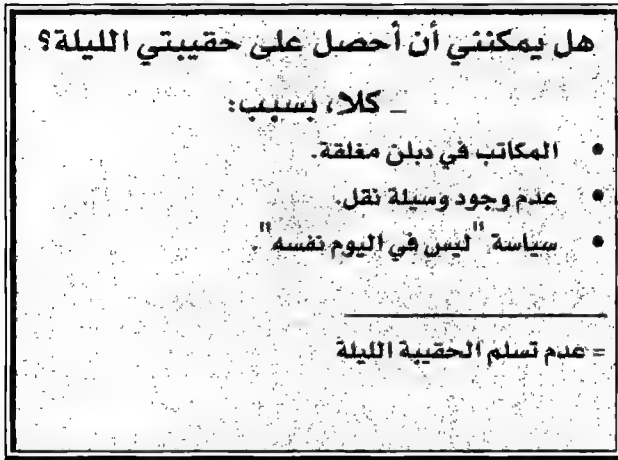 هل يمكنني أن أحصل على حقيبتي الليلة؟
_ كلا، بسبب:
• المكاتب في دبلن مغلقة.
• عدم وجود وسيلة نقل.
• سياسة "ليس في اليوم نفسه".
= عدم تسلم الحقيبة الليلة